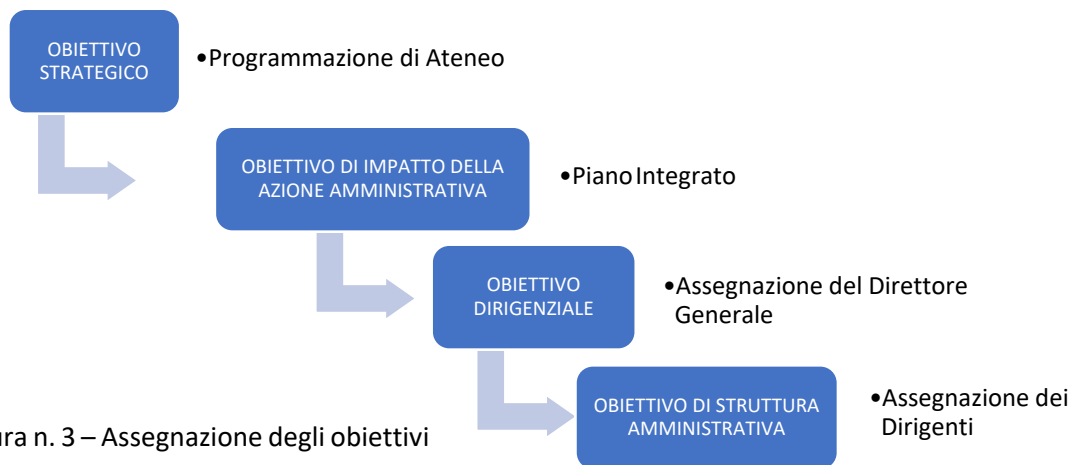 OBIETTIVO
STRATEGICO
•Programmazione di Ateneo
OBIETTIVO DI IMPATTO DELLA
AZIONE AMMINISTRATIVA
•Piano Integrato
OBIETTIVO
DIRIGENZIALE
•Assegnazione del Direttore
Generale
OBIETTIVO DI STRUTTURA
AMMINISTRATIVA
•Assegnazione dei
Dirigenti
ra n. 3 – Assegnazione degli obiettivi